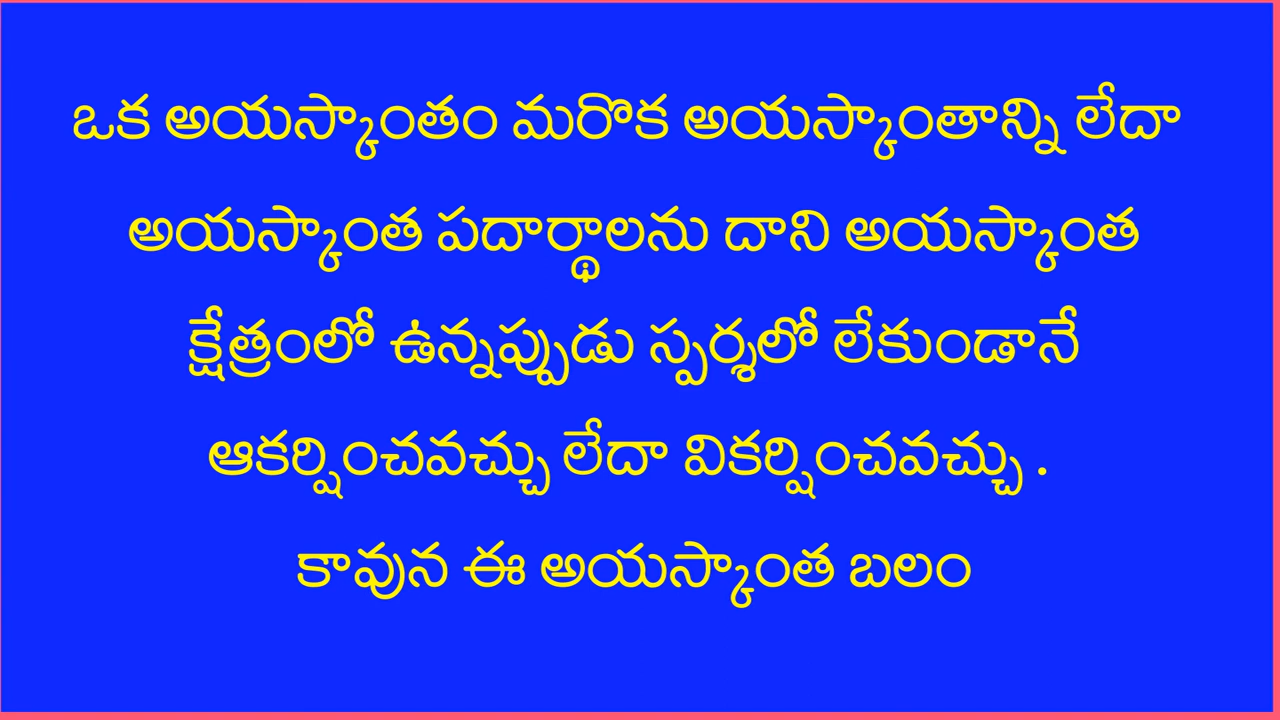 ఒక అయస్కాంతం మరొక అయస్కాంతాన్ని లేదా
అయస్కాంత పదార్థాలను దాని అయస్కాంత
క్షేత్రంలో ఉన్నప్పుడు స్పర్శలో లేకుండానే
ఆకర్షించవచ్చు లేదా వికర్షించవచ్చు .
కావున ఈ అయస్కాంత బలం